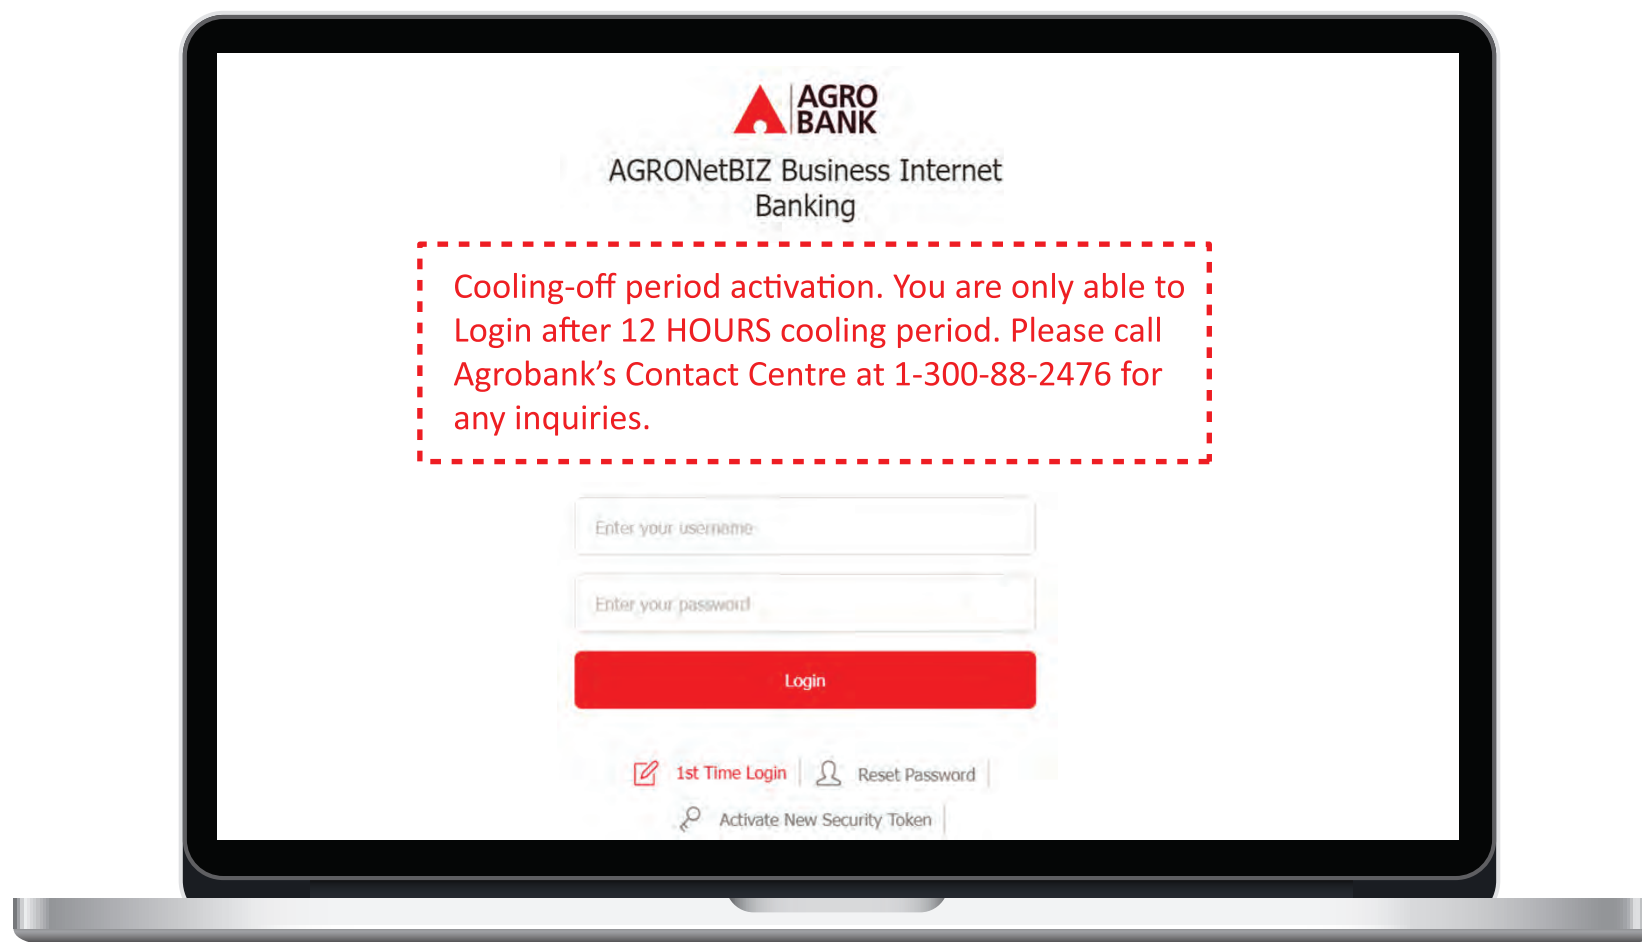 AGRO
BANK
AGRONetBIZ Business Internet
Banking
Cooling-off period activation. You are only able to
Login after 12 HOURS cooling period. Please call
Agrobank’s Contact Centre at 1-300-88-2476 for
any inquiries.
Enter your username
Enter your password
Login
1st Time Login
Reset Password
Activate New Security Token